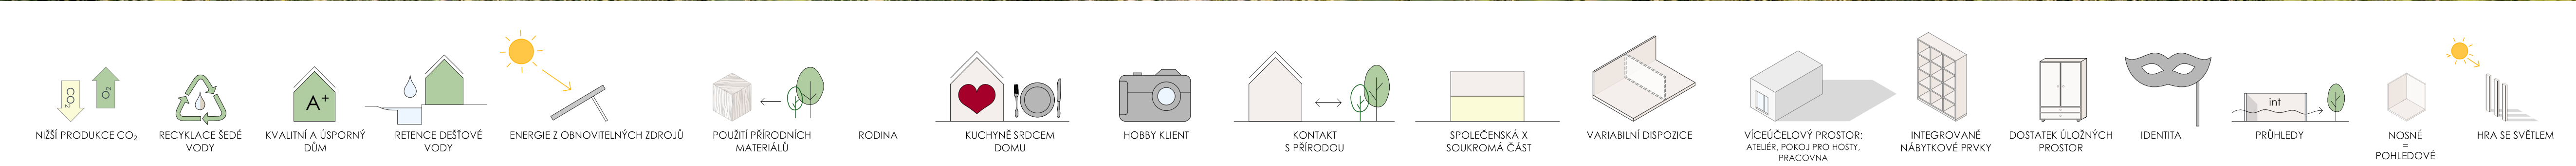 CO2
O2
A+
int
NIŽŠÍ PRODUKCE CO2
RECYKLACE ŠEDÉ
VODY
KVALITNÍ A ÚSPORNÝ
DŮM
RETENCE DEŠŤOVÉ
VODY
ENERGIE Z OBNOVITELNÝCH ZDROJŮ
POUŽITÍ PŘÍRODNÍCH
MATERIÁLŮ
RODINA
KUCHYNĚ SRDCEM
DOMU
HOBBY KLIENT
KONTAKT
S PŘÍRODOU
SPOLEČENSKÁ X
SOUKROMÁ ČÁST
VARIABILNÍ DISPOZICE
VÍCEÚČELOVÝ PROSTOR:
ATELIÉR, POKOJ PRO HOSTY,
PRACOVNA
INTEGROVANÉ
NÁBYTKOVÉ PRVKY
DOSTATEK ÚLOŽNÝCH
PROSTOR
IDENTITA
PRŮHLEDY
NOSNÉ
=
POHLEDOVÉ
HRA SE SVĚTLEM